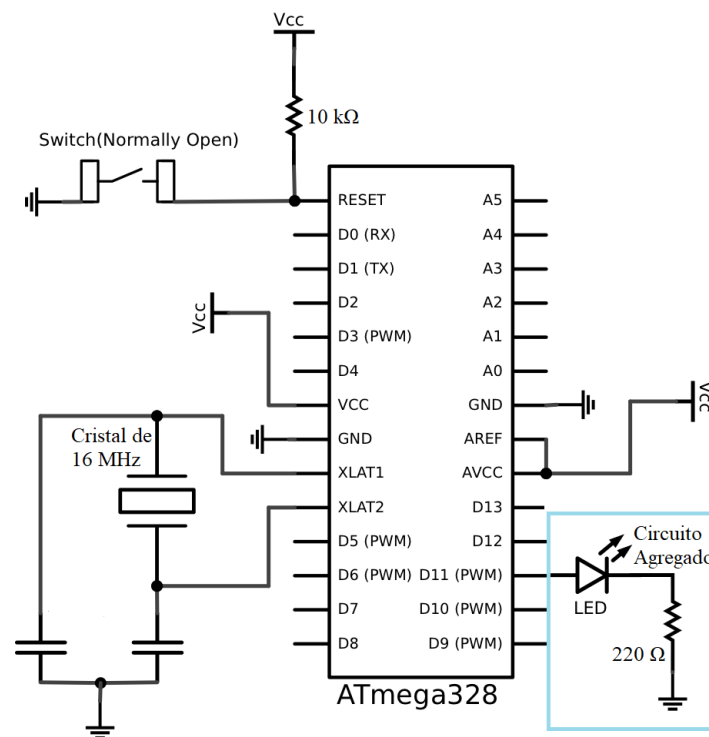 Vcc
10 kΩ
Switch(Normally Open)
RESET
A5
D0 (RX)
A4
D1 (TX)
A3
D2
A2
Vcc
D3 (PWM)
A1
D4
A0
Vcc
VCC
GND
Cristal de
16 MHz
GND
AREF
XLAT1
AVCC
XLAT2
D13
D5 (PWM)
D12
Circuito
Agregado
D6 (PWM)
D11 (PWM)
LED
D7
D10 (PWM)
D8
D9 (PWM)
220 Ω
ATmega328